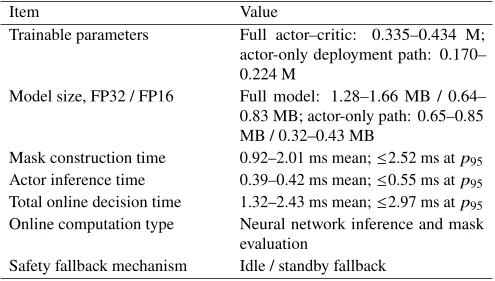 Item Value
Trainable parameters Full actor–critic: 0.335–0.434 M;
actor-only deployment path: 0.170–
0.224 M
Model size, FP32 / FP16 Full model: 1.28–1.66 MB / 0.64–
0.83 MB; actor-only path: 0.65–0.85
MB / 0.32–0.43 MB
Mask construction time 0.92–2.01 ms mean; ≤2.52 ms at p95
Actor inference time 0.39–0.42 ms mean; ≤0.55 ms at p95
Total online decision time 1.32–2.43 ms mean; ≤2.97 ms at p95
Online computation type Neural network inference and mask
evaluation
Safety fallback mechanism Idle / standby fallback